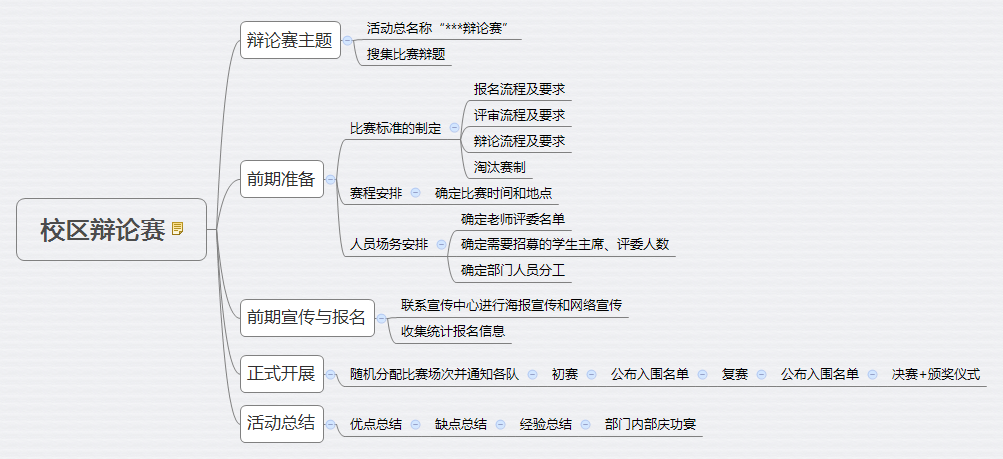 校区辩论赛
辩论赛主题
活动总名称“***辩论赛”
搜集比赛辩题
前期准备
比赛标准的制定
报名流程及要求
评审流程及要求
辩论流程及要求
淘汰赛制
赛程安排
确定比赛时间和地点
人员场务安排
确定老师评委名单
确定需要招募的学生主席、评委人数
确定部门人员分工
前期宣传与报名
联系宣传中心进行海报宣传和网络宣传
收集统计报名信息
正式开展
随机分配比赛场次并通知各队
初赛
公布入围名单
复赛
公布入围名单
决赛+颁奖仪式
活动总结
优点总结
缺点总结
经验总结
部门内部庆功宴